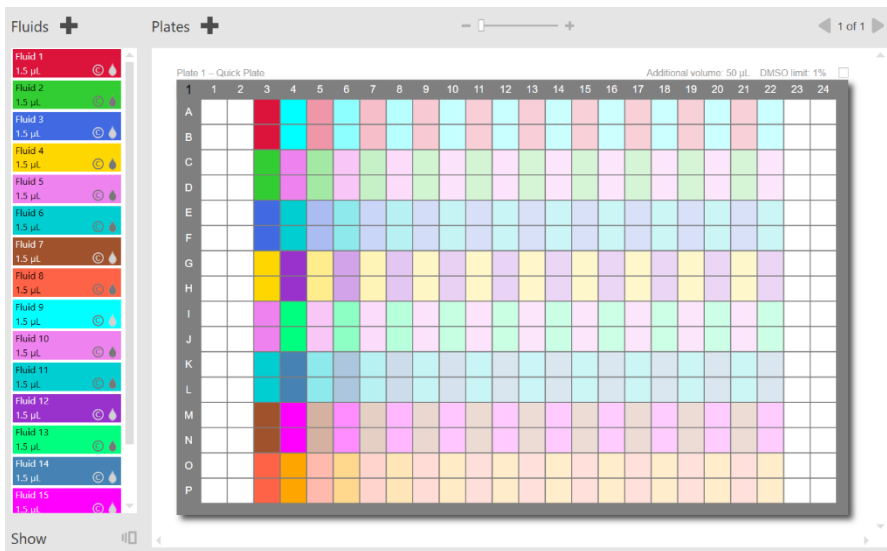 Fluids
Plates
1 of 1
Fluid 1
1.5 µL
Fluid 2
1.5 µL
Fluid 3
1.5 µL
Fluid 4
1.5 µL
Fluid 5
1.5 µL
Fluid 6
1.5 µL
Fluid 7
1.5 µL
Fluid 8
1.5 µL
Fluid 9
1.5 µL
Fluid 10
1.5 µL
Fluid 11
1.5 µL
Fluid 12
1.5 µL
Fluid 13
1.5 µL
Fluid 14
1.5 µL
Fluid 15
1.5 µL
Show
Plate 1 – Quick Plato Additional volume: 50 µL DMSO limit: 1%
1 1 2 3 4 5 6 7 8 9 10 11 12 13 14 15 16 17 18 19 20 21 22 23 24
A
B
C
D
E
F
G
H
I
J
K
L
M
N
O
P